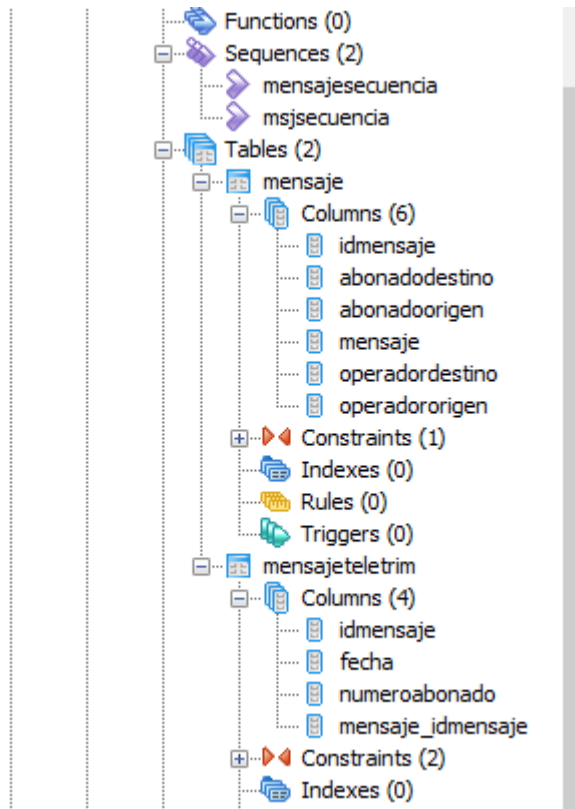 Functions (0)
Sequences (2)
mensajesecuencia
msjsecuencia
Tables (2)
mensaje
Columns (6)
idmensaje
abonadodestino
abonadoorigen
mensaje
operadordestino
operadororigen
Constraints (1)
Indexes (0)
Rules (0)
Triggers (0)
mensajeteletrim
Columns (4)
idmensaje
fecha
numeroabonado
mensaje_idmensaje
Constraints (2)
Indexes (0)